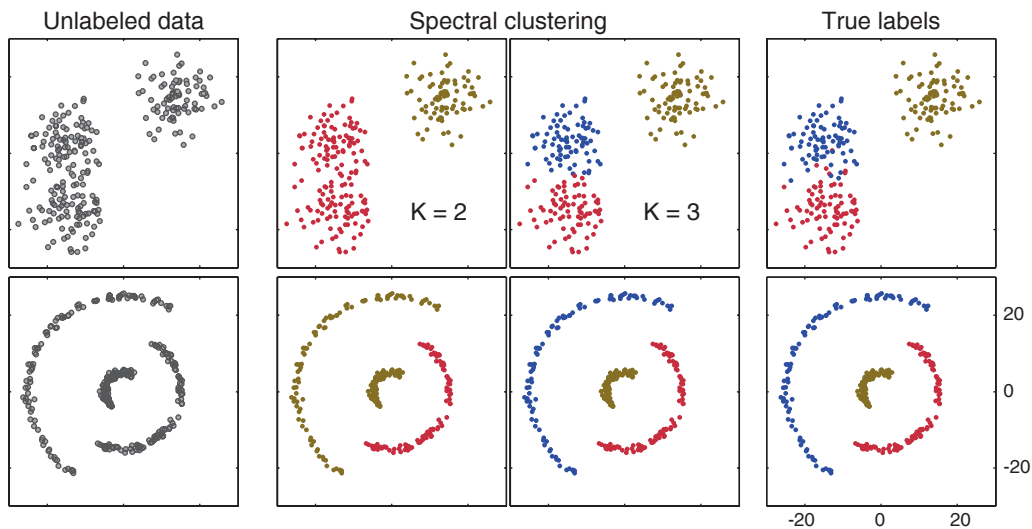 Unlabeled data
Spectral clustering
True labels
K = 2
K = 3
20
0
-20
-20
0
20